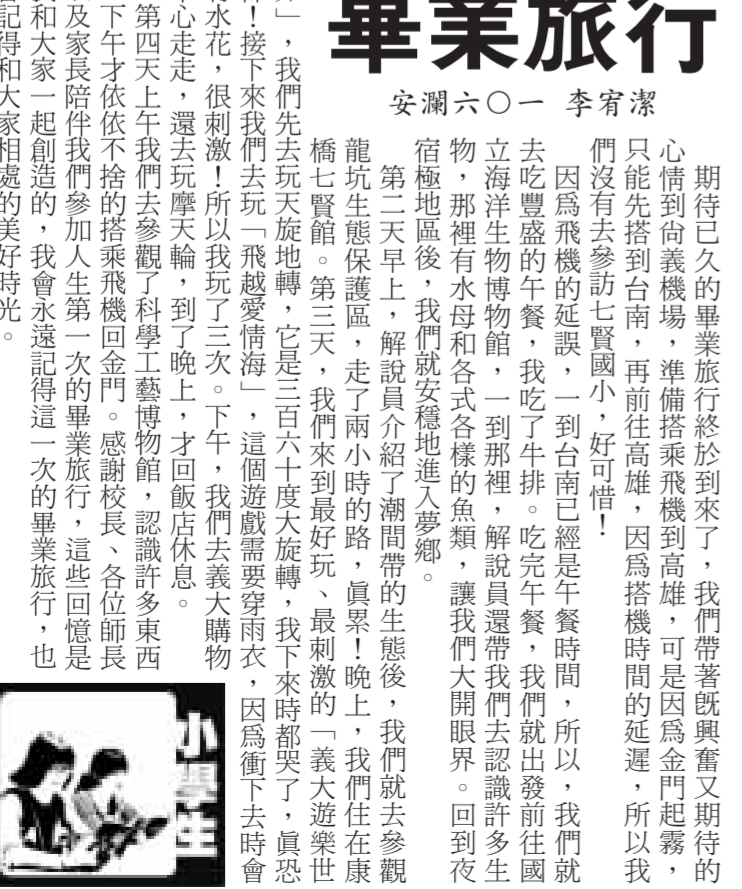 畢業旅行
安瀾六○一 李宥潔
期待已久的畢業旅行終於到來了，我們帶著旣興奮又期待的
心情到尙義機場，準備搭乘飛機到高雄，可是因爲金門起霧，
只能先搭到台南，再前往高雄，因爲搭機時間的延遲，所以我
們沒有去參訪七賢國小，好可惜！
因爲飛機的延誤，一到台南已經是午餐時間，所以，我們就
去吃豐盛的午餐，我吃了牛排。吃完午餐，我們就出發前往國
立海洋生物博物館，一到那裡，解說員還帶我們去認識許多生
物，那裡有水母和各式各樣的魚類，讓我們大開眼界。回到夜
宿極地區後，我們就安穩地進入夢鄉。
第二天早上，解說員介紹了潮間帶的生態後，我們就去參觀
龍坑生態保護區，走了兩小時的路，眞累！晚上，我們住在康
橋七賢館。第三天，我們來到最好玩、最刺激的「義大遊樂世
界」，我們先去玩天旋地轉，它是三百六十度大旋轉，我下來時都哭了，眞恐
怖！接下來我們去玩「飛越愛情海」，這個遊戲需要穿雨衣，因爲衝下去時會
有水花，很刺激！所以我玩了三次。下午，我們去義大購物
中心走走，還去玩摩天輪，到了晚上，才回飯店休息。
第四天上午我們去參觀了科學工藝博物館，認識許多東西
下午才依依不捨的搭乘飛機回金門。感謝校長、各位師長
及家長陪伴我們參加人生第一次的畢業旅行，這些回憶是
和大家一起創造的，我會永遠記得這一次的畢業旅行，也
記得和大家相處的美好時光。
小學生